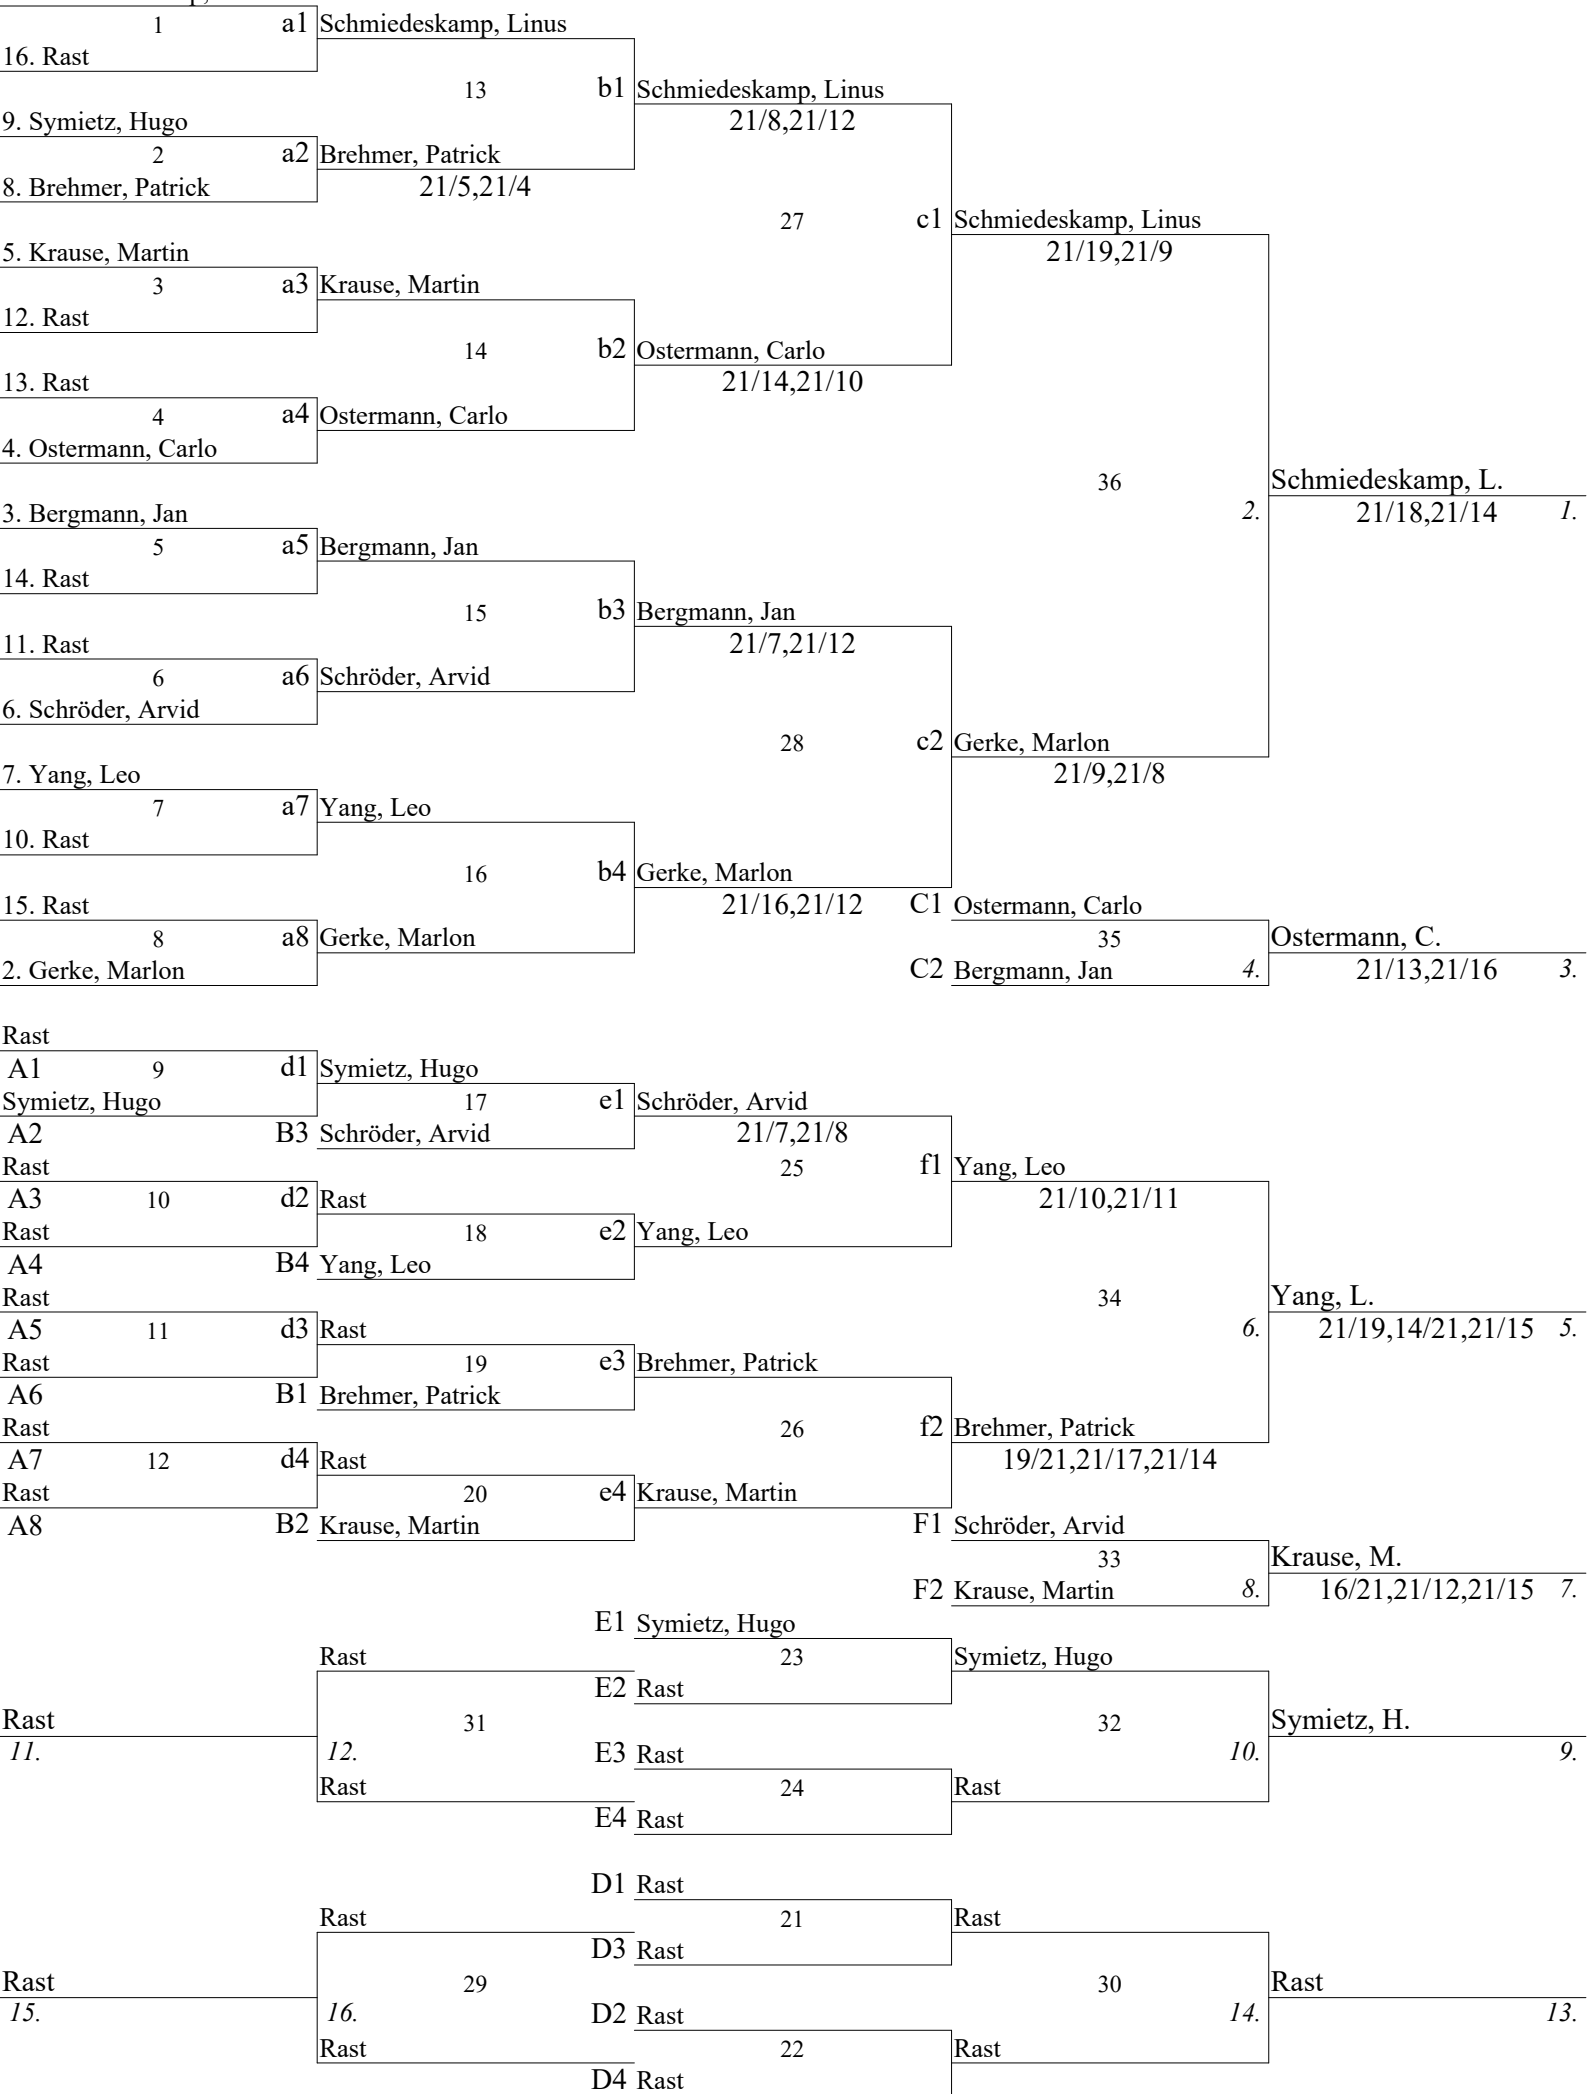 1 a1 Schmiedeskamp, Linus
16. Rast
13 b1 Schmiedeskamp, Linus
9. Symietz, Hugo 21/8,21/12
2 a2 Brehmer, Patrick
8. Brehmer, Patrick 21/5,21/4
27 c1 Schmiedeskamp, Linus
5. Krause, Martin 21/19,21/9
3 a3 Krause, Martin
12. Rast
14 b2 Ostermann, Carlo
13. Rast 21/14,21/10
4 a4 Ostermann, Carlo
4. Ostermann, Carlo
36 Schmiedeskamp, L.
3. Bergmann, Jan 2. 21/18,21/14 1.
5 a5 Bergmann, Jan
14. Rast
15 b3 Bergmann, Jan
11. Rast 21/7,21/12
6 a6 Schröder, Arvid
6. Schröder, Arvid
28 c2 Gerke, Marlon
7. Yang, Leo 21/9,21/8
7 a7 Yang, Leo
10. Rast
16 b4 Gerke, Marlon
15. Rast 21/16,21/12 C1 Ostermann, Carlo
8 a8 Gerke, Marlon 35 Ostermann, C.
2. Gerke, Marlon C2 Bergmann, Jan 4. 21/13,21/16 3.
Rast
A1 9 d1 Symietz, Hugo
Symietz, Hugo 17 e1 Schröder, Arvid
A2 B3 Schröder, Arvid 21/7,21/8
Rast 25 f1 Yang, Leo
A3 10 d2 Rast 21/10,21/11
Rast 18 e2 Yang, Leo
A4 B4 Yang, Leo
Rast 34 Yang, L.
A5 11 d3 Rast 6. 21/19,14/21,21/15 5.
Rast 19 e3 Brehmer, Patrick
A6 B1 Brehmer, Patrick
Rast 26 f2 Brehmer, Patrick
A7 12 d4 Rast 19/21,21/17,21/14
Rast 20 e4 Krause, Martin
A8 B2 Krause, Martin F1 Schröder, Arvid
33 Krause, M.
F2 Krause, Martin 8. 16/21,21/12,21/15 7.
E1 Symietz, Hugo
Rast 23 Symietz, Hugo
E2 Rast
Rast 31 32 Symietz, H.
11. 12. E3 Rast 10. 9.
Rast 24 Rast
E4 Rast
D1 Rast
Rast 21 Rast
D3 Rast
Rast 29 30 Rast
15. 16. D2 Rast 14. 13.
Rast 22 Rast
D4 Rast